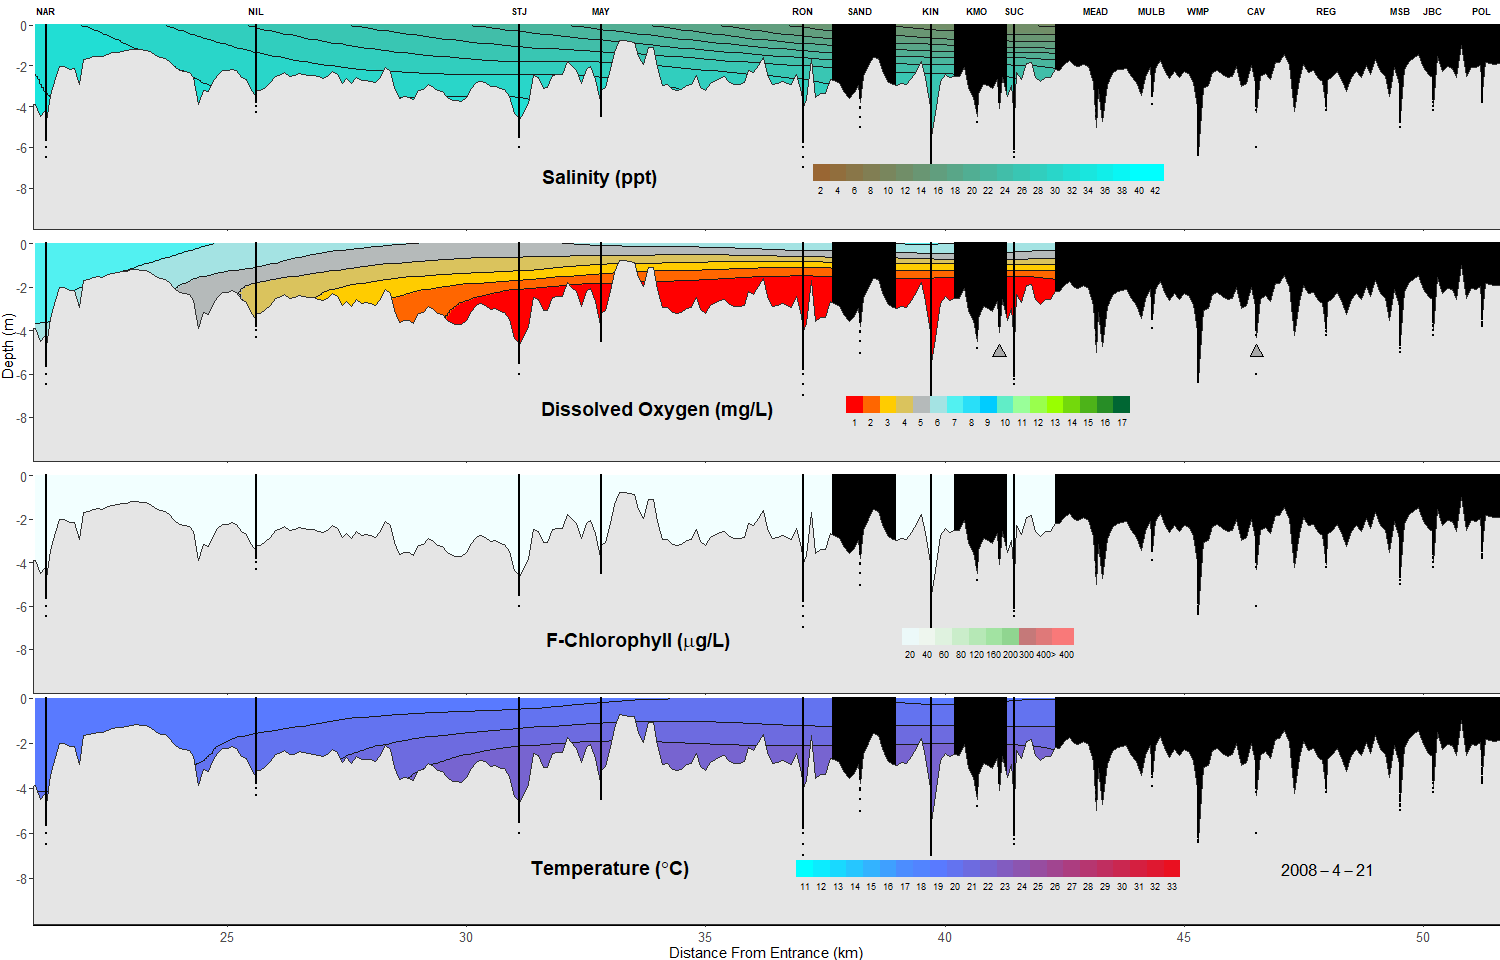 NAR NIL STJ MAY RON SAND KIN KMO SUC MEAD MULB WMP CAV REG MSB JBC POL
0
-2
-4
-6
-8
Salinity (ppt)
2 4 6 8 10 12 14 16 18 20 22 24 26 28 30 32 34 36 38 40 42
0
-2
-4
-6
-8
Depth (m)
Dissolved Oxygen (mg/L)
1 2 3 4 5 6 7 8 9 10 11 12 13 14 15 16 17
0
-2
-4
-6
-8
F-Chlorophyll (μg/L)
20 40 60 80 120 160 200 300 400> 400
0
-2
-4
-6
-8
Temperature (°C)
11 12 13 14 15 16 17 18 19 20 21 22 23 24 25 26 27 28 29 30 31 32 33
2008 – 4 – 21
25 30 35 40 45 50
Distance From Entrance (km)